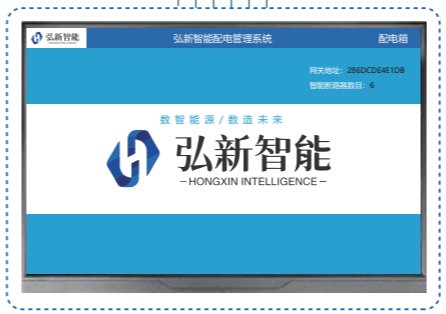 弘新智能
弘新智能配电管理系统
配电箱
网关地址: 286DCDE4E1DB
智能断路器数目: 6
数智能源/数造未来
弘新智能
-HONGXIN INTELLIGENCE-